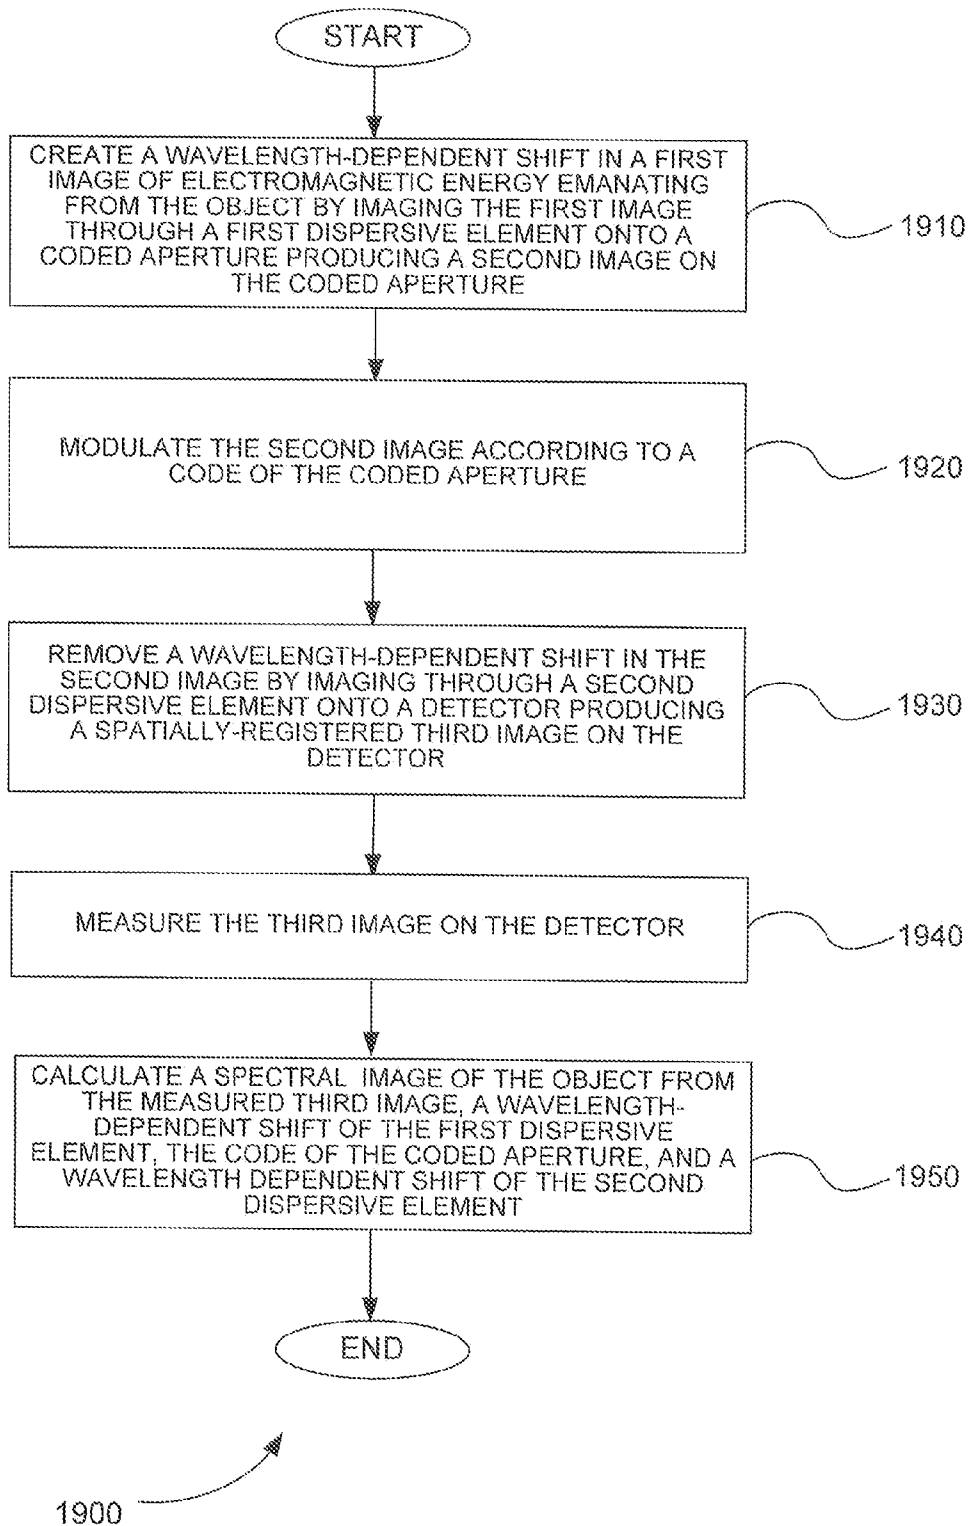 START
CREATE A WAVELENGTH-DEPENDENT SHIFT IN A FIRST
IMAGE OF ELECTROMAGNETIC ENERGY EMANATING
FROM THE OBJECT BY IMAGING THE FIRST IMAGE
THROUGH A FIRST DISPERSIVE ELEMENT ONTO A
CODED APERTURE PRODUCING A SECOND IMAGE ON
THE CODED APERTURE
1910
MODULATE THE SECOND IMAGE ACCORDING TO A
CODE OF THE CODED APERTURE
1920
REMOVE A WAVELENGTH-DEPENDENT SHIFT IN THE
SECOND IMAGE BY IMAGING THROUGH A SECOND
DISPERSIVE ELEMENT ONTO A DETECTOR PRODUCING
A SPATIALLY-REGISTERED THIRD IMAGE ON THE
DETECTOR
1930
MEASURE THE THIRD IMAGE ON THE DETECTOR
1940
CALCULATE A SPECTRAL IMAGE OF THE OBJECT FROM
THE MEASURED THIRD IMAGE, A WAVELENGTH-
DEPENDENT SHIFT OF THE FIRST DISPERSIVE
ELEMENT, THE CODE OF THE CODED APERTURE, AND A
WAVELENGTH DEPENDENT SHIFT OF THE SECOND
DISPERSIVE ELEMENT
1950
END
1900